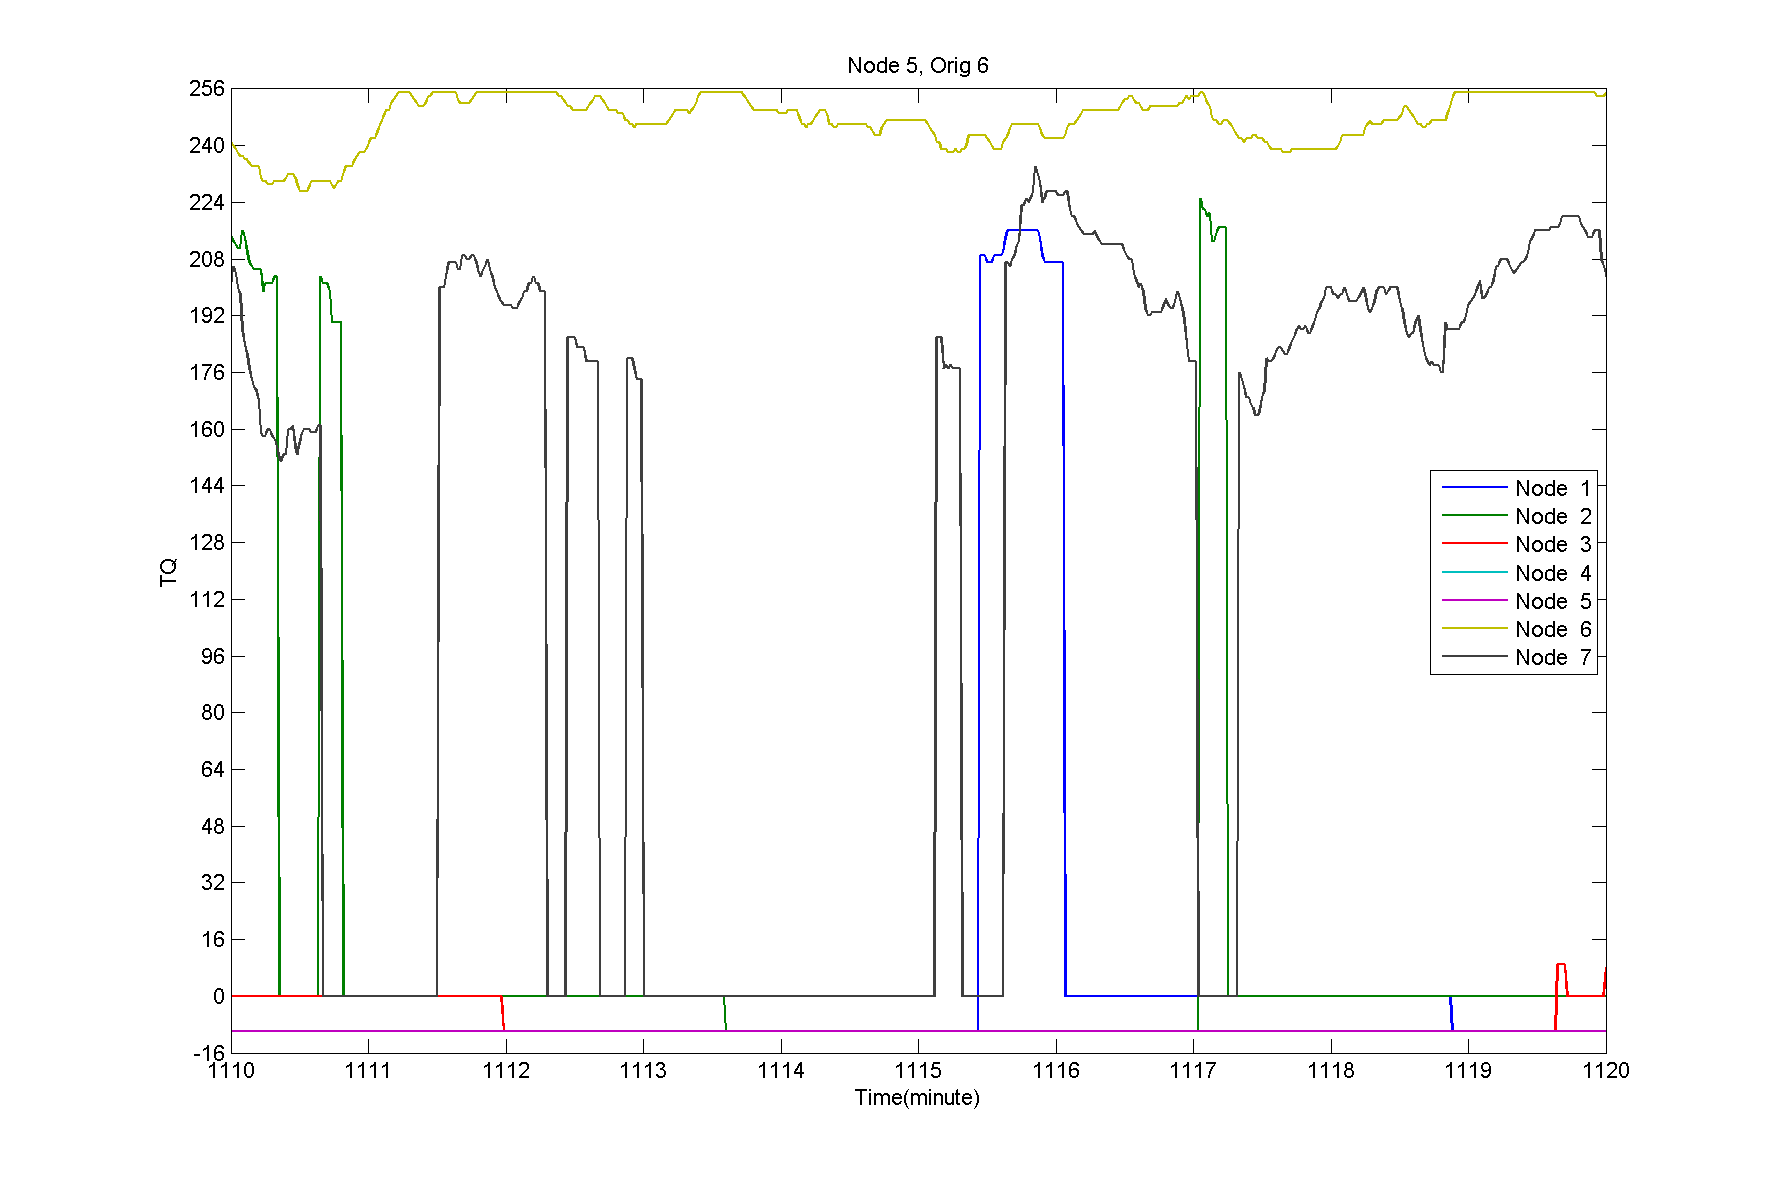 Node 5, Orig 6
256
240
224
208
192
176
160
144
128
112
96
80
64
48
32
16
0
-16
TQ
Node 1
Node 2
Node 3
Node 4
Node 5
Node 6
Node 7
1110 1111 1112 1113 1114 1115 1116 1117 1118 1119 1120
Time(minute)